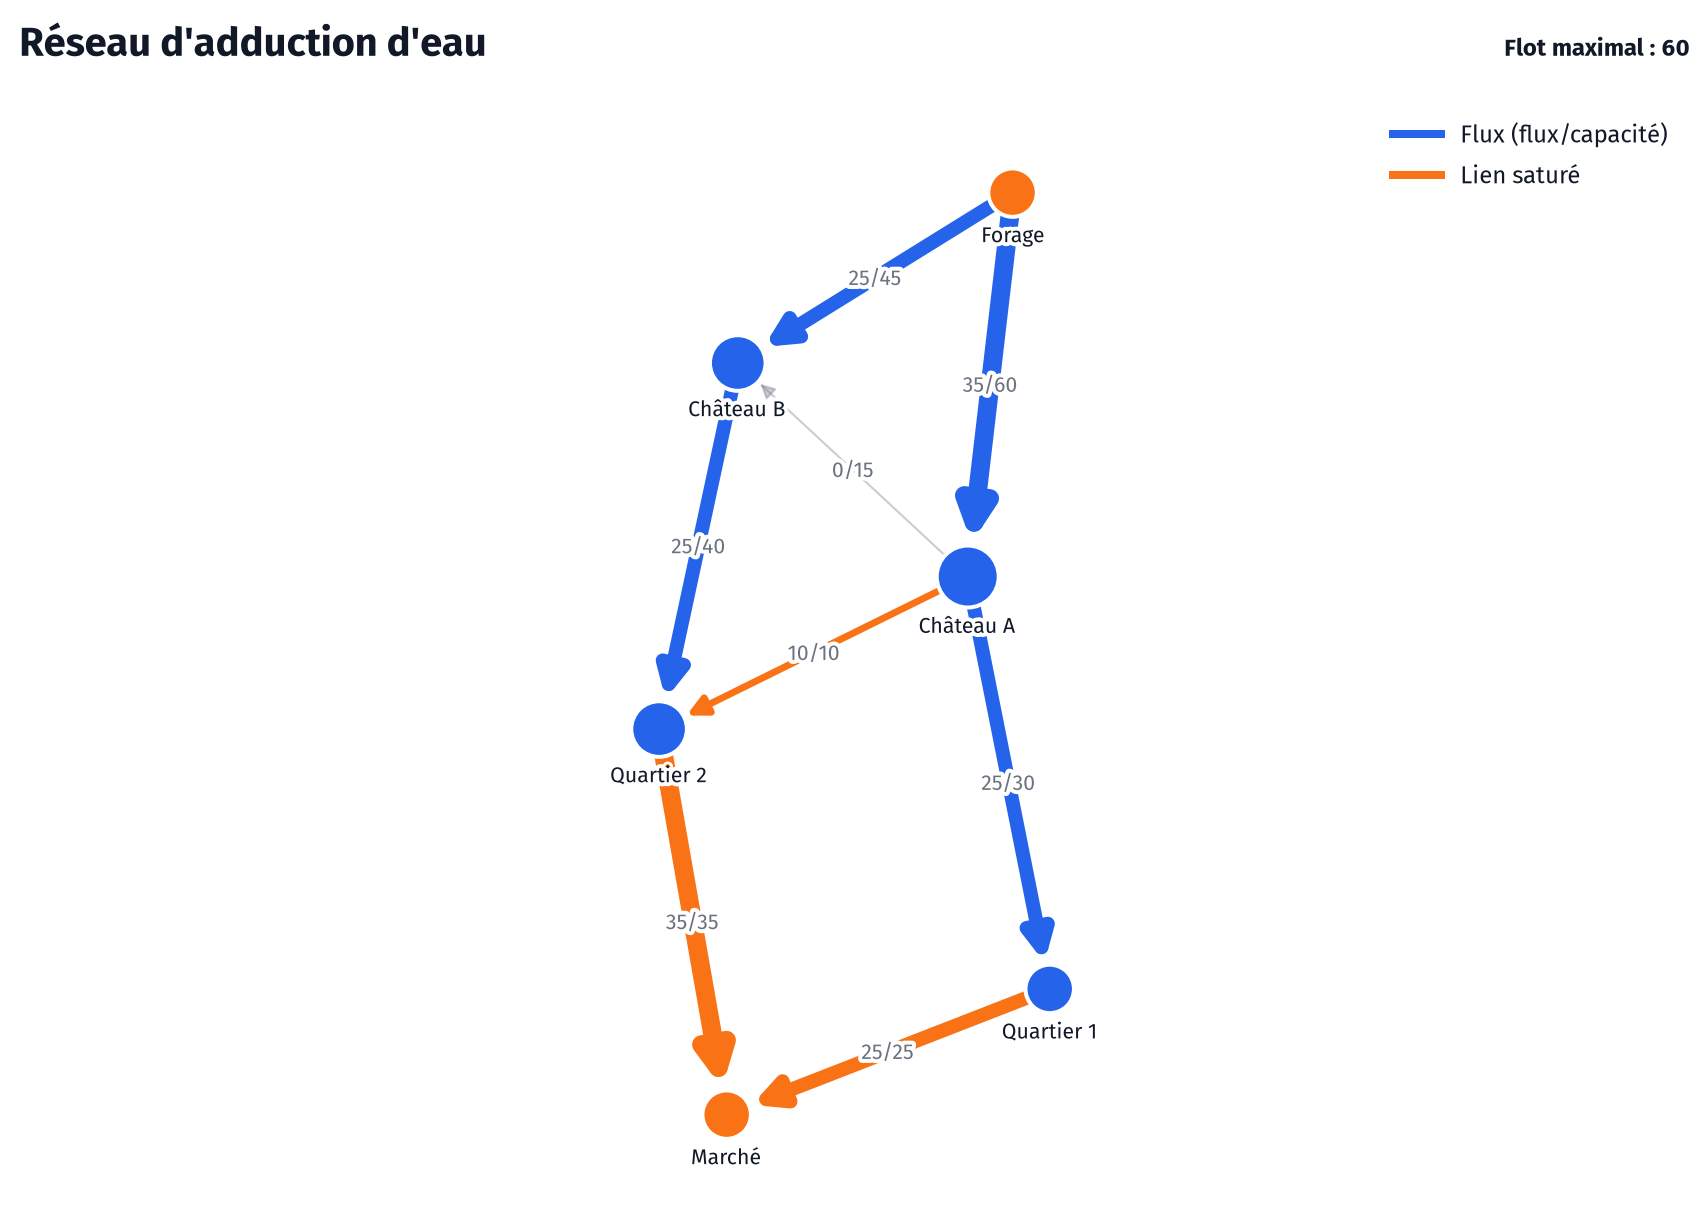 Réseau d'adduction d'eau
Flot maximal : 60
Flux (flux/capacité)
Lien saturé
Forage
25/45
35/60
Château B
0/15
25/40
Château A
10/10
Quartier 2
25/30
35/35
Quartier 1
25/25
Marché